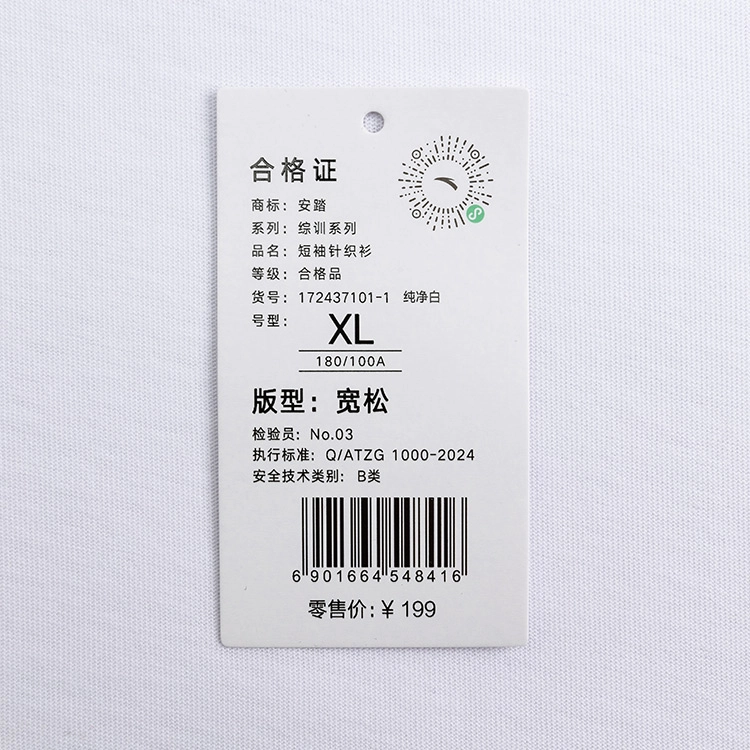 合格证
商标：安踏
系列：综训系列
品名：短袖针织衫
等级：合格品
货号：172437101-1 纯净白
号型：XL
180/100A
版型：宽松
检验员：No.03
执行标准：Q/ATZG 1000-2024
安全技术类别：B类
6 901664 548416
零售价：¥ 199